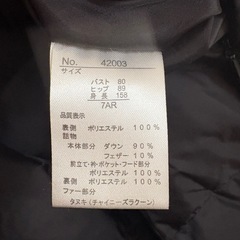 No. 42003
サイズ
バスト 80
ヒップ 89
身長 158
7AR
品質表示
表側 ポリエステル 100%
詰物
本体部分 ダウン 90%
フェザー 10%
前立て・衿・ポケット・フード部分
ポリエステル 100%
裏側 ポリエステル 100%
ファー部分
タヌキ(チャイニーズラクーン)